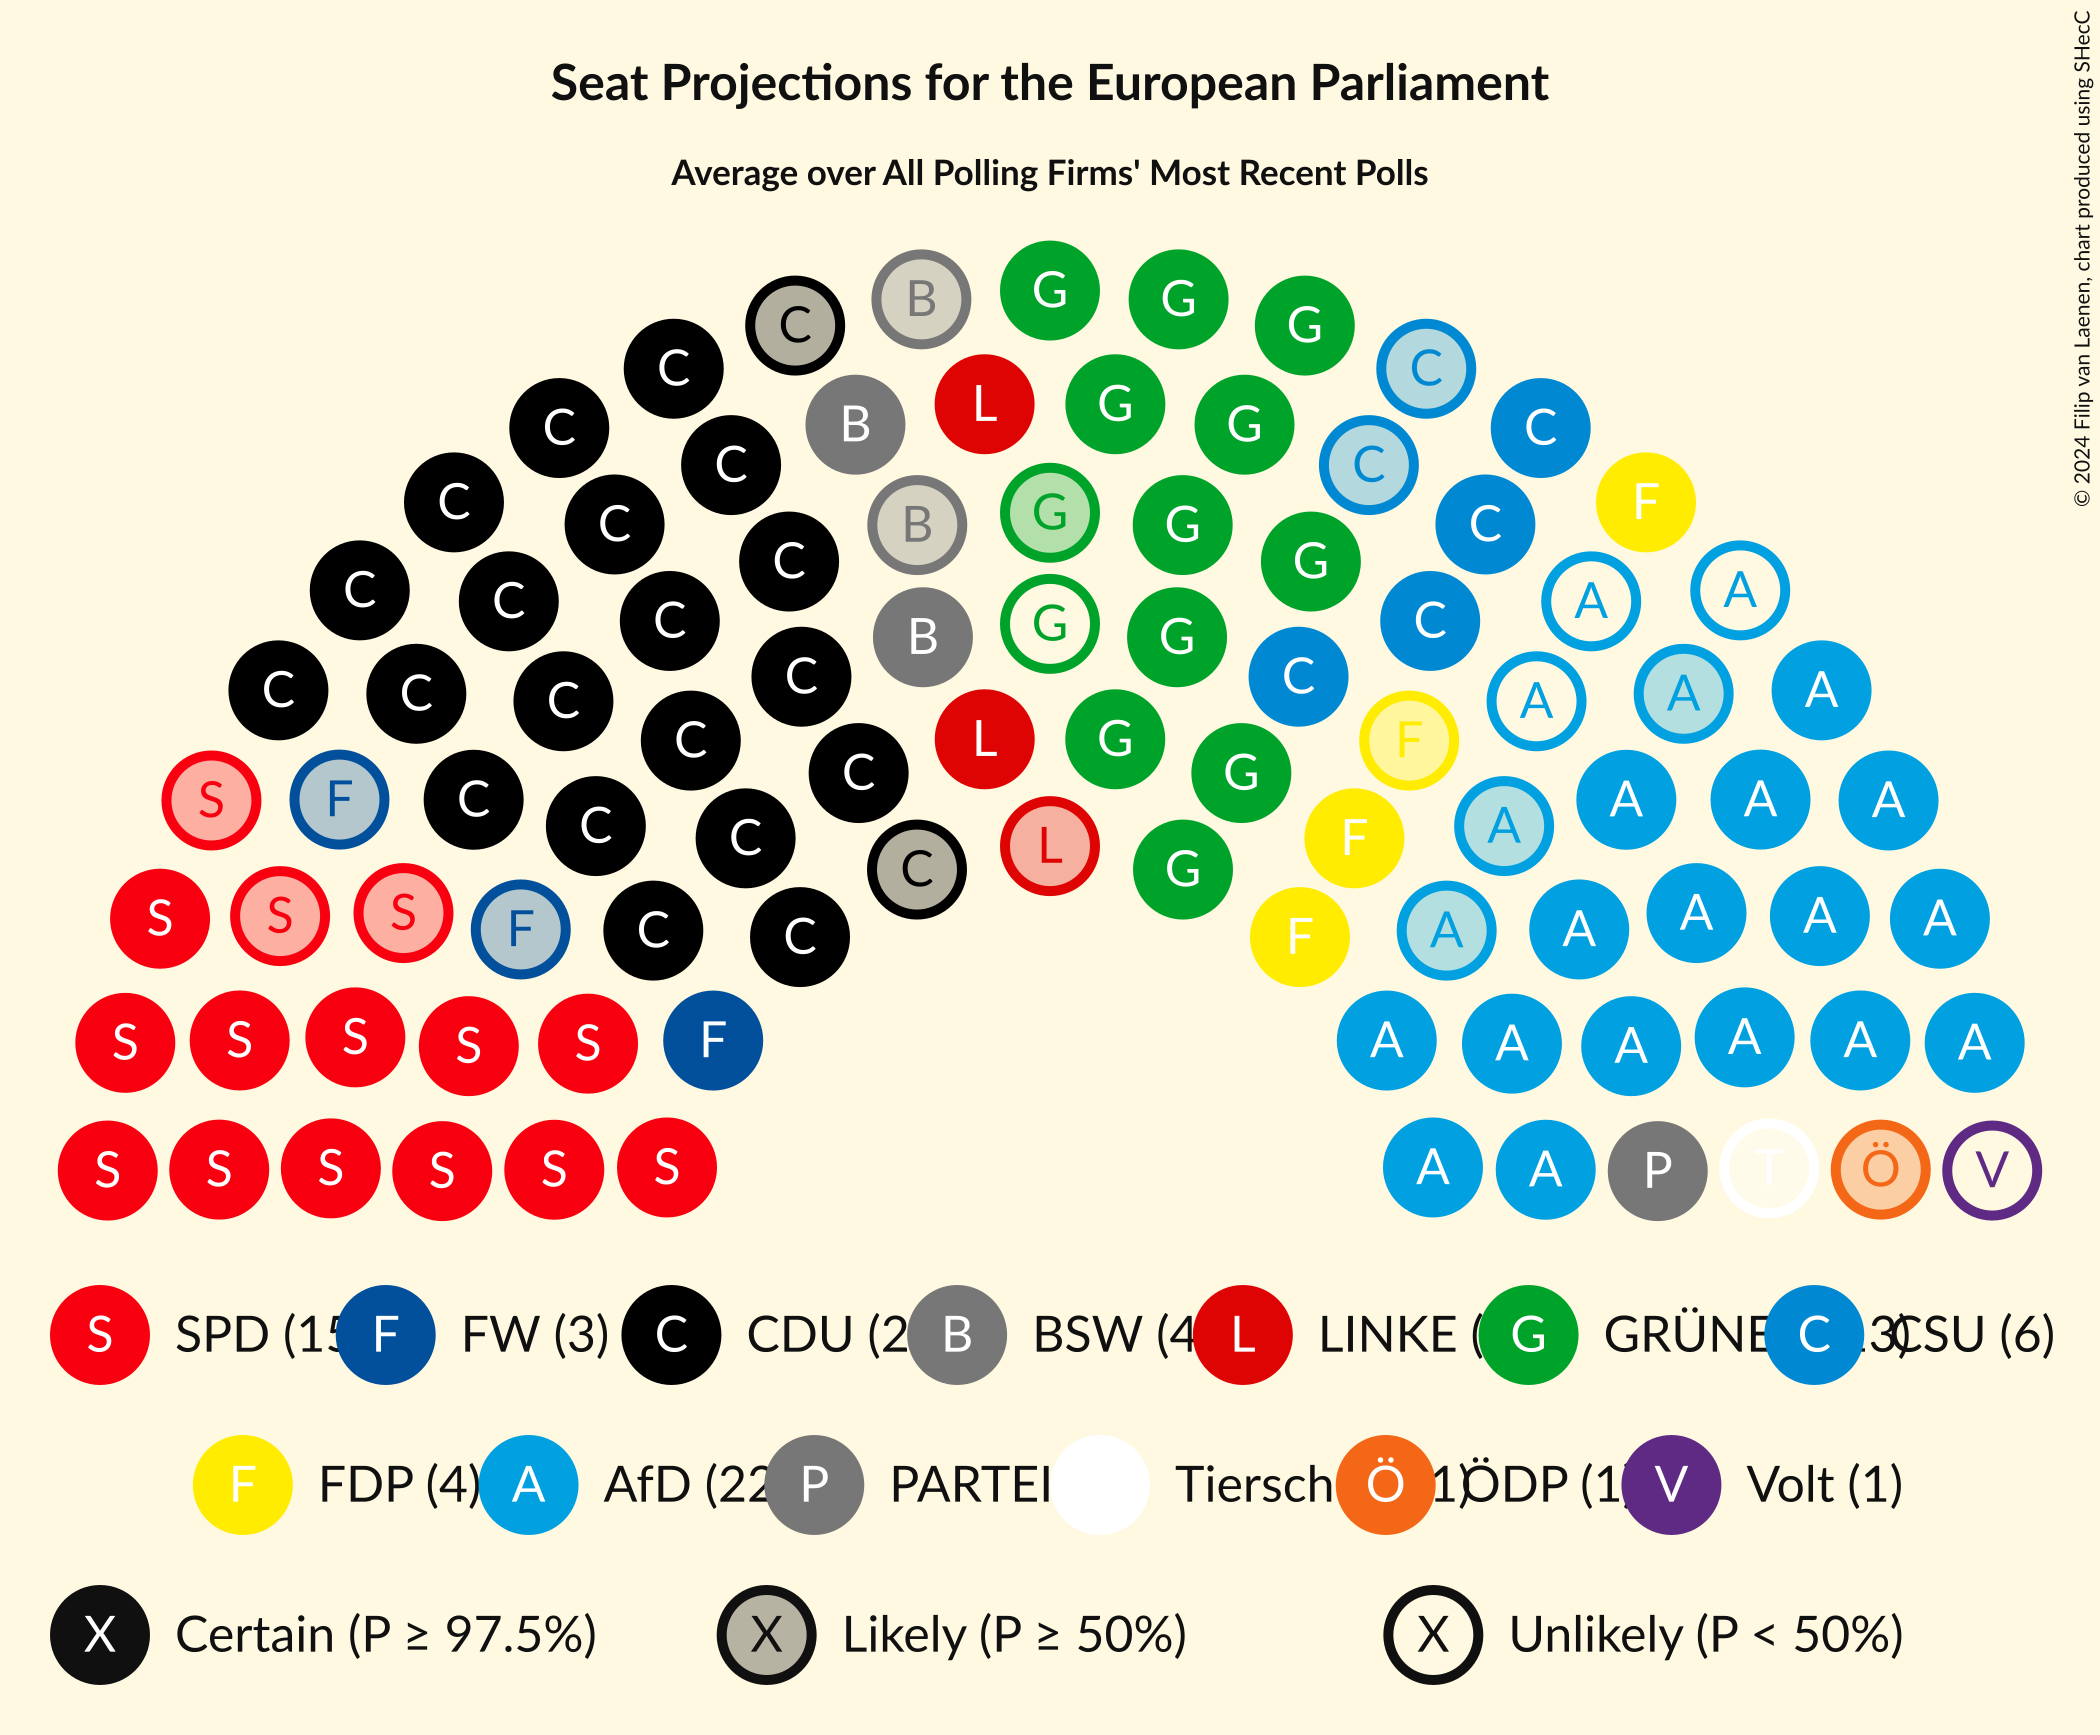 Seat Projections for the European Parliament
Average over All Polling Firms' Most Recent Polls
© 2024 Filip van Laenen, chart produced using SHecC
B G G G
C C
C L G G C
C B C C
C C B G G F
C C C G G C A A
C C C B G G C A
C C C C L G G F A A A
S F C C C C L F A A A A
S S S F C C C G F A A A A A
S S S S S F A A A A A A
S S S S S S A A P T Ö V
S SPD (15 F FW (3) C CDU (2 B BSW (4 L LINKE ( G GRÜNE C 3) CSU (6)
F FDP (4) A AfD (22 P PARTEI Tiersch Ö 1) ÖDP (1) V Volt (1)
X Certain (P ≥ 97.5%) X Likely (P ≥ 50%) X Unlikely (P < 50%)